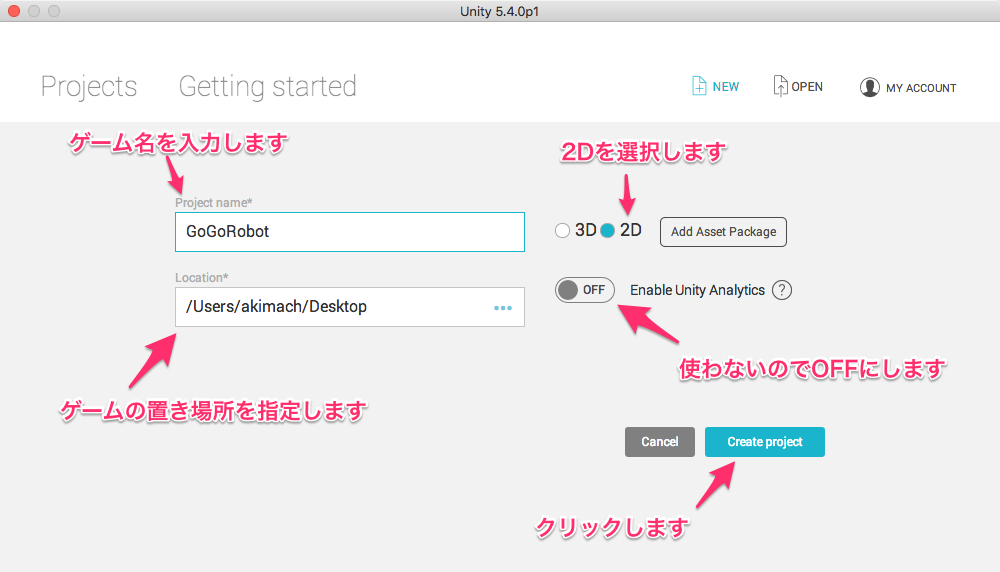 Unity 5.4.0p1
Projects
Getting started
NEW
OPEN
MY ACCOUNT
ゲーム名を入力します
2Dを選択します
Project name*
GoGoRobot
3D
2D
Add Asset Package
Location*
/Users/akimach/Desktop
OFF
Enable Unity Analytics
?
使わないのでOFFにします
ゲームの置き場所を指定します
Cancel
Create project
クリックします